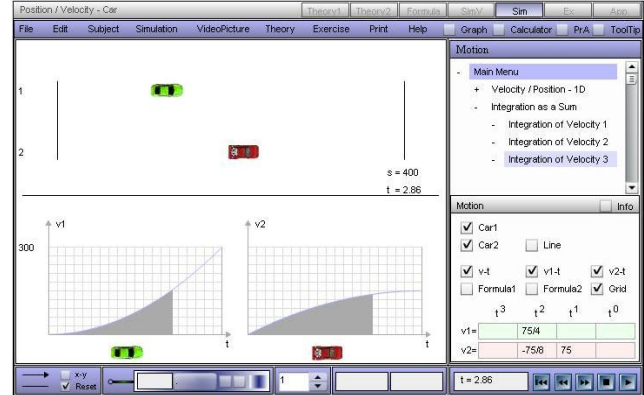 Position / Velocity - Car Theory1 Theory2 Formula SimV Sim Ex App
File Edit Subject Simulation VideoPicture Theory Exercise Print Help Graph Calculator PrA ToolTip
Motion
- Main Menu
+ Velocity / Position - 1D
- Integration as a Sum
- Integration of Velocity 1
- Integration of Velocity 2
- Integration of Velocity 3
1
2
s = 400
t = 2.86
Motion Info
Car1
Car2 Line
v-t v1-t v2-t
Formula1 Formula2 Grid
t3 t2 t1 t0
v1= 75/4
v2= -75/8 75
v1
300
t
v2
t
x-y
Reset
1
t = 2.86